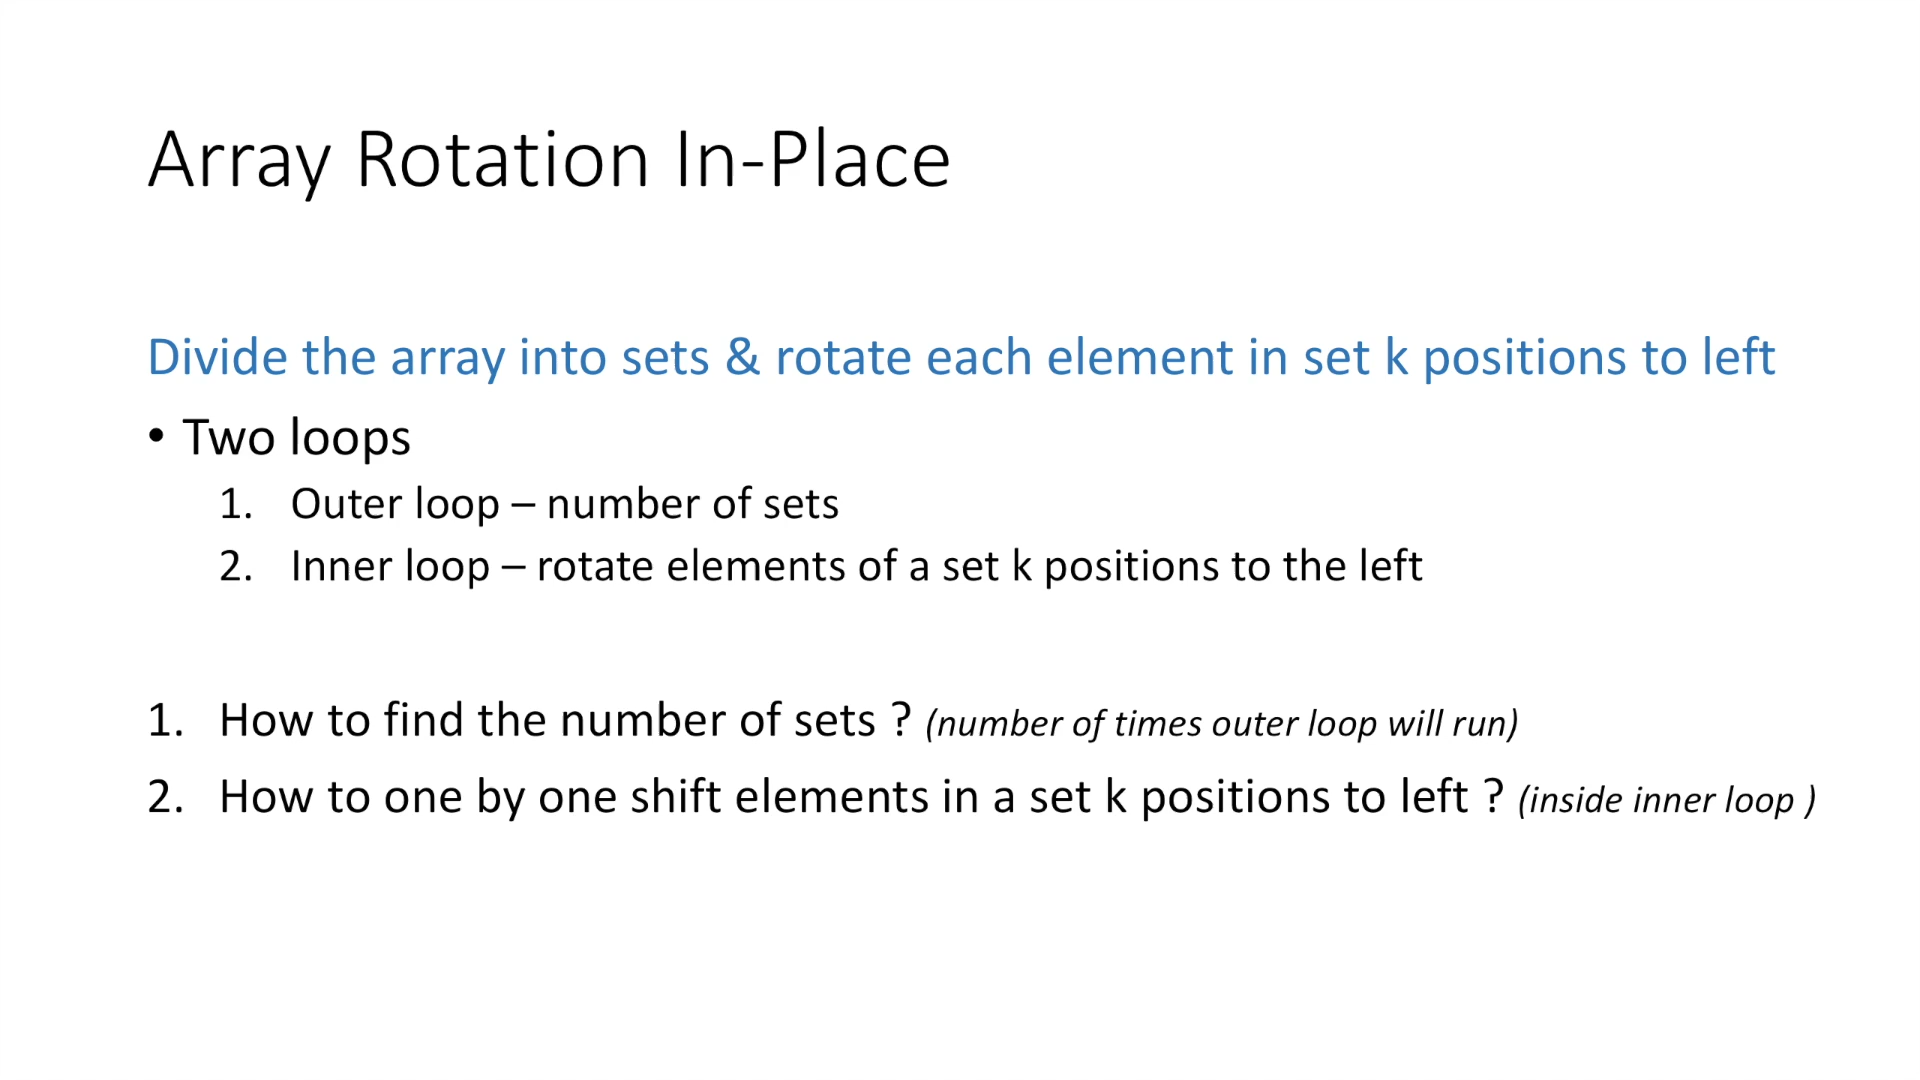 Array Rotation In-Place
Divide the array into sets & rotate each element in set k positions to left
• Two loops
1. Outer loop – number of sets
2. Inner loop – rotate elements of a set k positions to the left
1. How to find the number of sets ? (number of times outer loop will run)
2. How to one by one shift elements in a set k positions to left ? (inside inner loop )